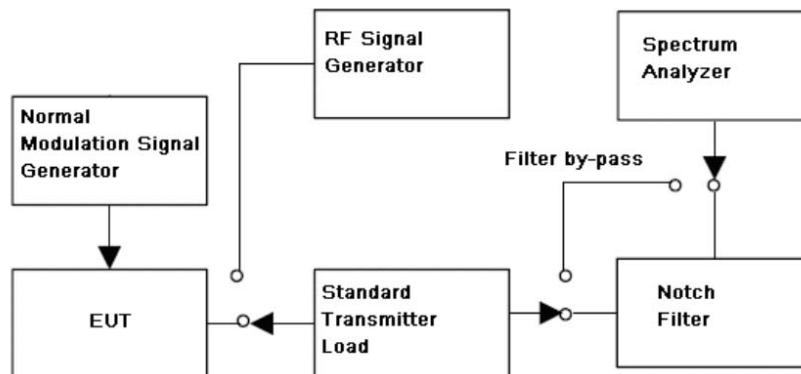 RF Signal
Generator
Spectrum
Analyzer
Normal
Modulation Signal
Generator
Filter by-pass
EUT
Standard
Transmitter
Load
Notch
Filter